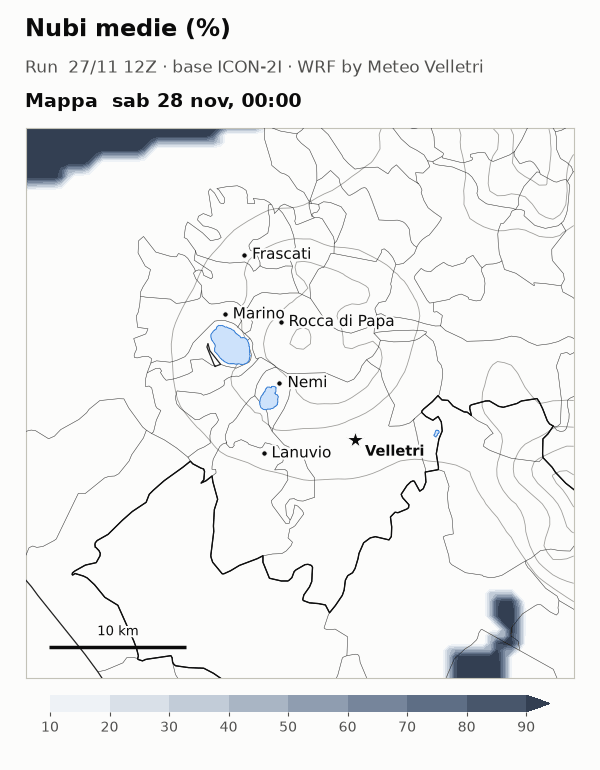 Nubi medie (%)
Run  27/11 12Z · base ICON-2I · WRF by Meteo Velletri
Mappa  sab 28 nov, 00:00
Frascati
Marino
Rocca di Papa
Nemi
Velletri
Lanuvio
10 km
10 20 30 40 50 60 70 80 90